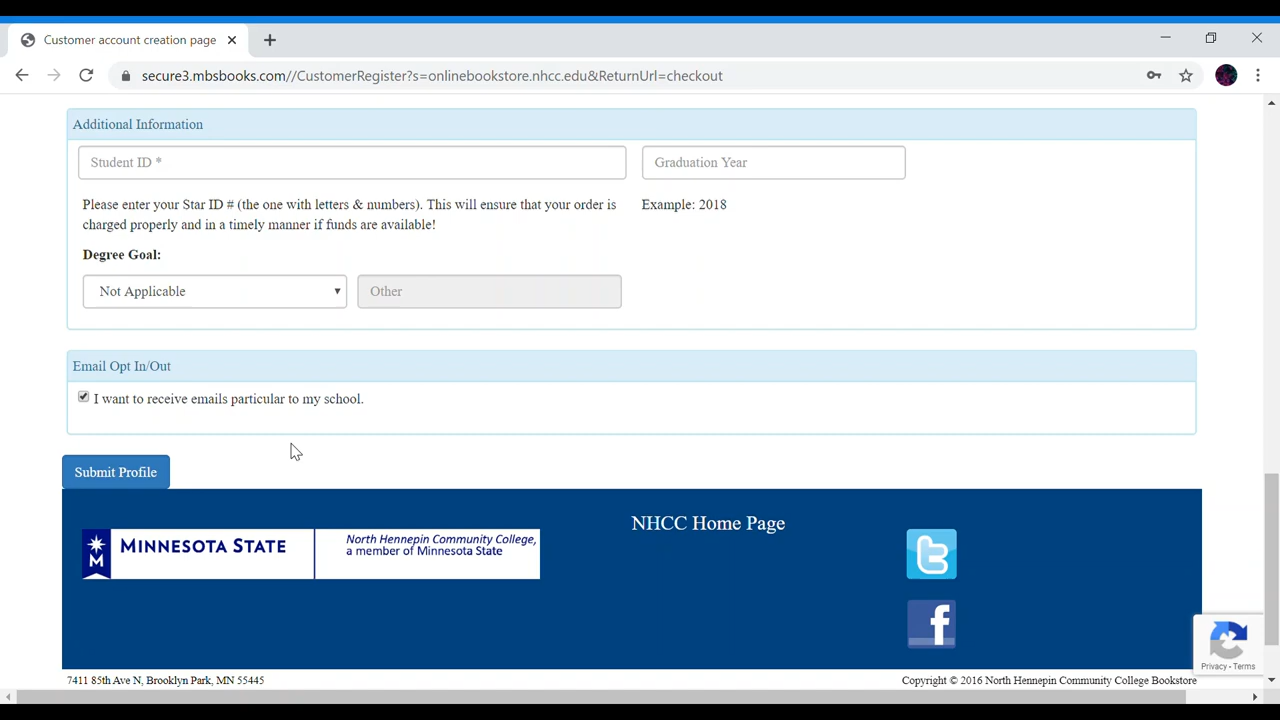 Customer account creation page
secure3.mbsbooks.com//CustomerRegister?s=onlinebookstore.nhcc.edu&ReturnUrl=checkout
Additional Information
Student ID *
Graduation Year
Please enter your Star ID # (the one with letters & numbers). This will ensure that your order is
charged properly and in a timely manner if funds are available!
Example: 2018
Degree Goal:
Not Applicable
Other
Email Opt In/Out
I want to receive emails particular to my school.
Submit Profile
M
MINNESOTA STATE
North Hennepin Community College,
a member of Minnesota State
NHCC Home Page
Privacy - Terms
7411 85th Ave N, Brooklyn Park, MN 55445
Copyright © 2016 North Hennepin Community College Bookstore